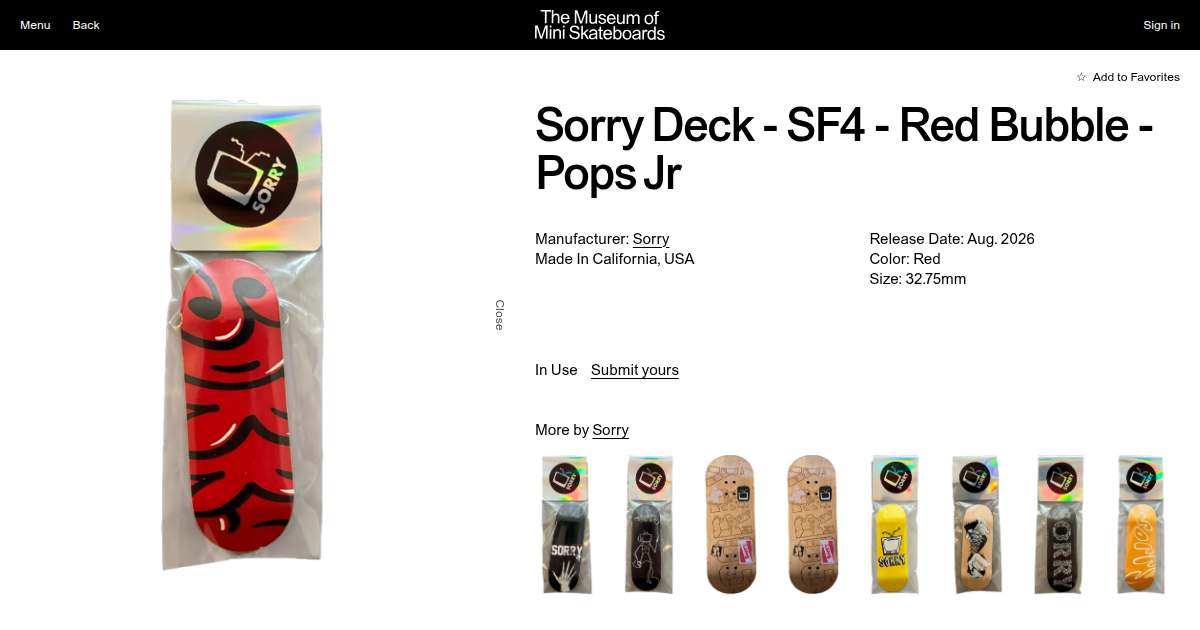 Menu
Back
The Museum of
Mini Skateboards
Sign in
☆ Add to Favorites
SORRY
Close
Sorry Deck - SF4 - Red Bubble -
Pops Jr
Manufacturer: Sorry
Made In California, USA
Release Date: Aug. 2026
Color: Red
Size: 32.75mm
In Use
Submit yours
More by Sorry
SORRY
SORRY